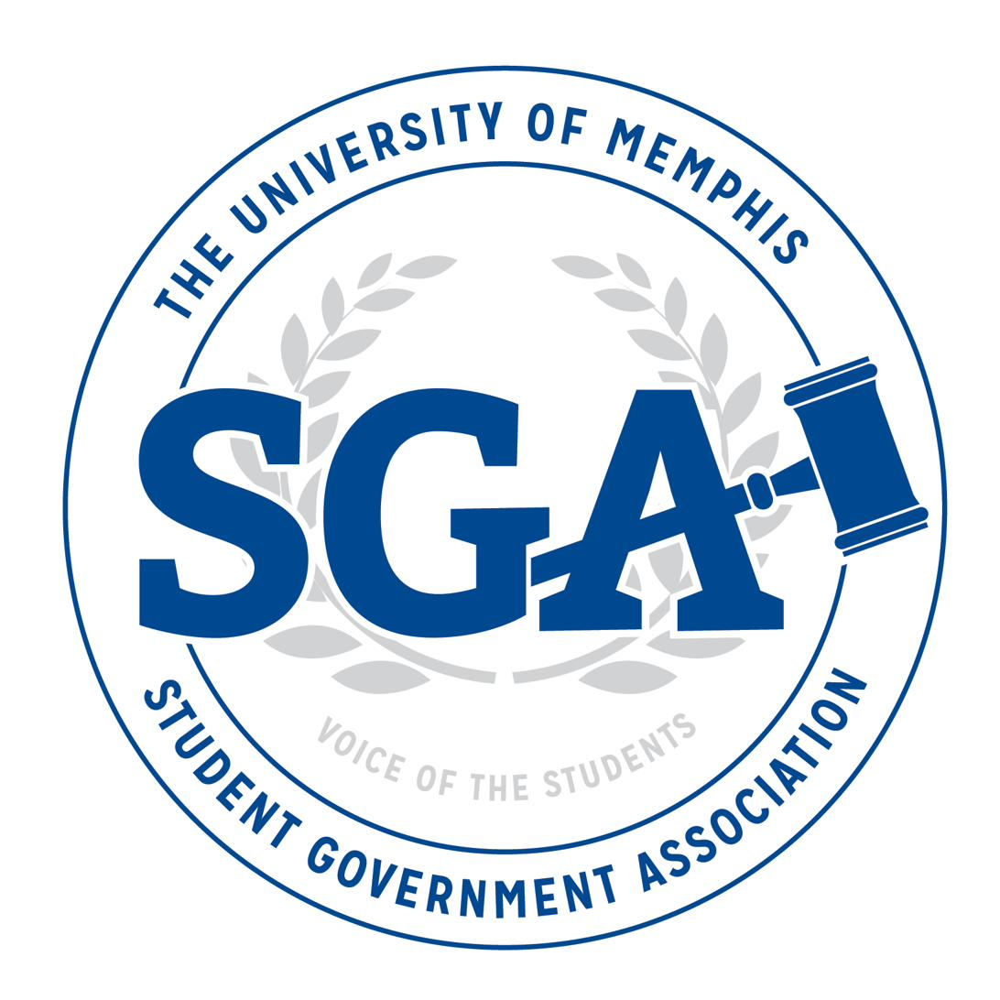 THE UNIVERSITY OF MEMPHIS
SGA
VOICE OF THE STUDENTS
STUDENT GOVERNMENT ASSOCIATION